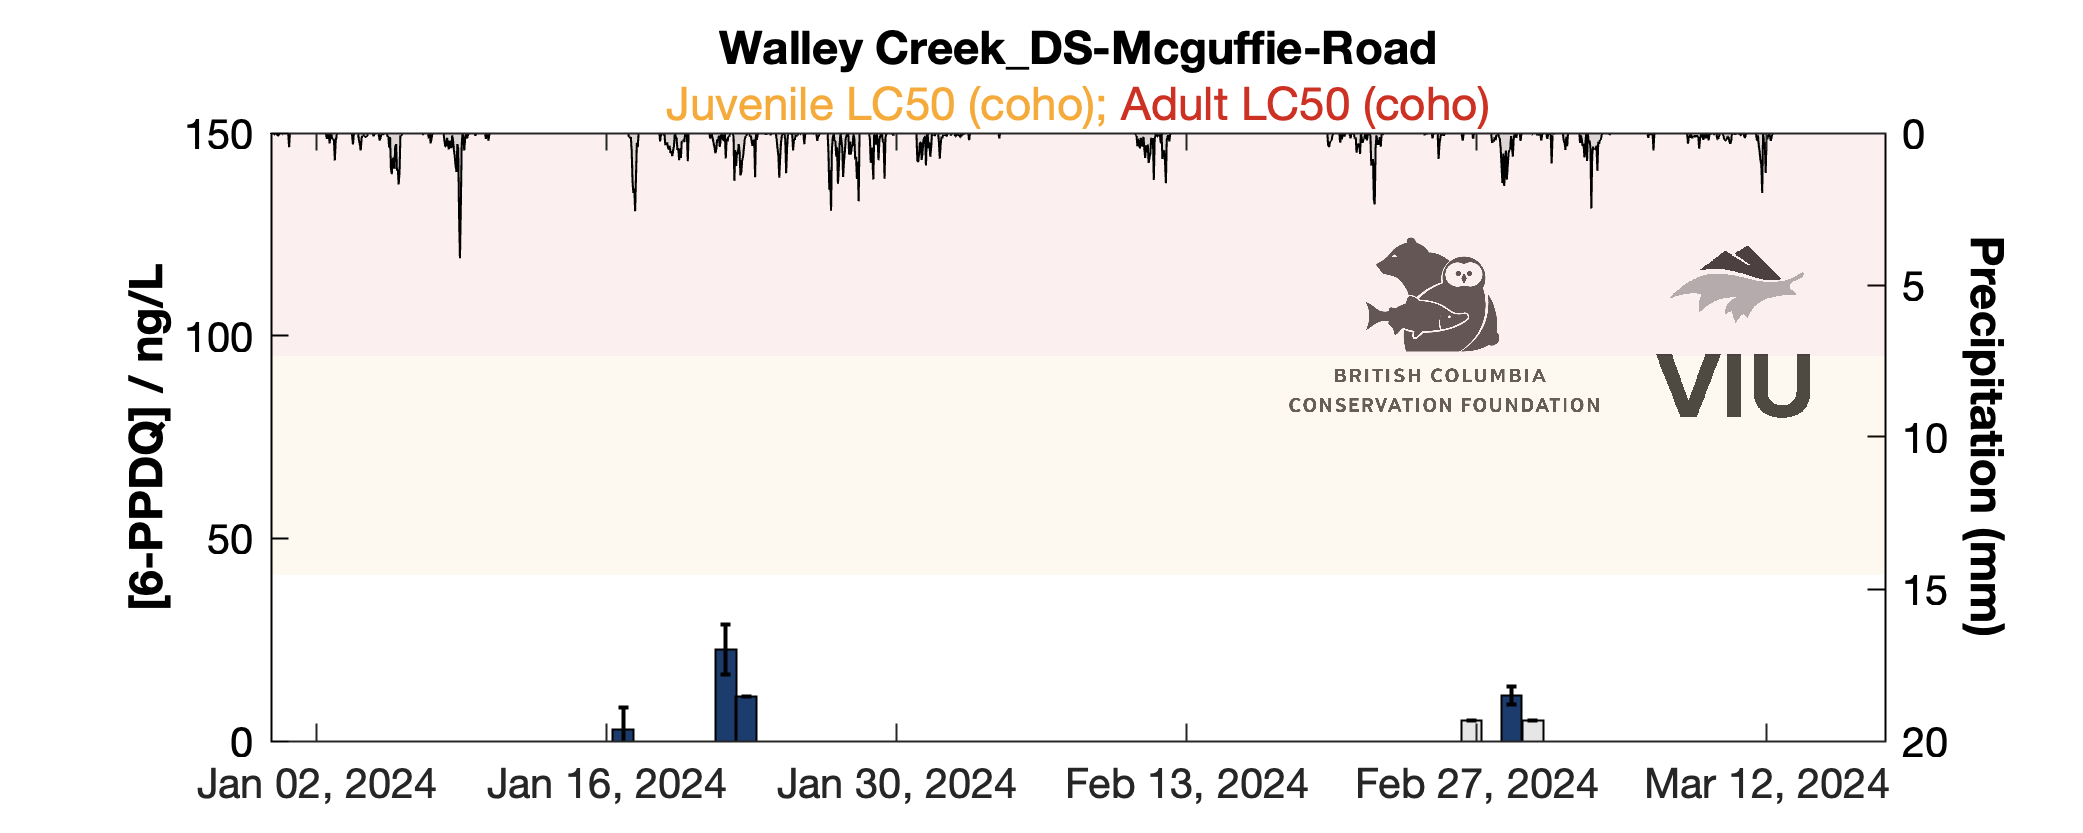 Walley Creek_DS-Mcguffie-Road
Juvenile LC50 (coho); Adult LC50 (coho)
150
100
50
0
[6-PPDQ] / ng/L
0
5
10
15
20
Precipitation (mm)
BRITISH COLUMBIA
CONSERVATION FOUNDATION
VIU
Jan 02, 2024
Jan 16, 2024
Jan 30, 2024
Feb 13, 2024
Feb 27, 2024
Mar 12, 2024